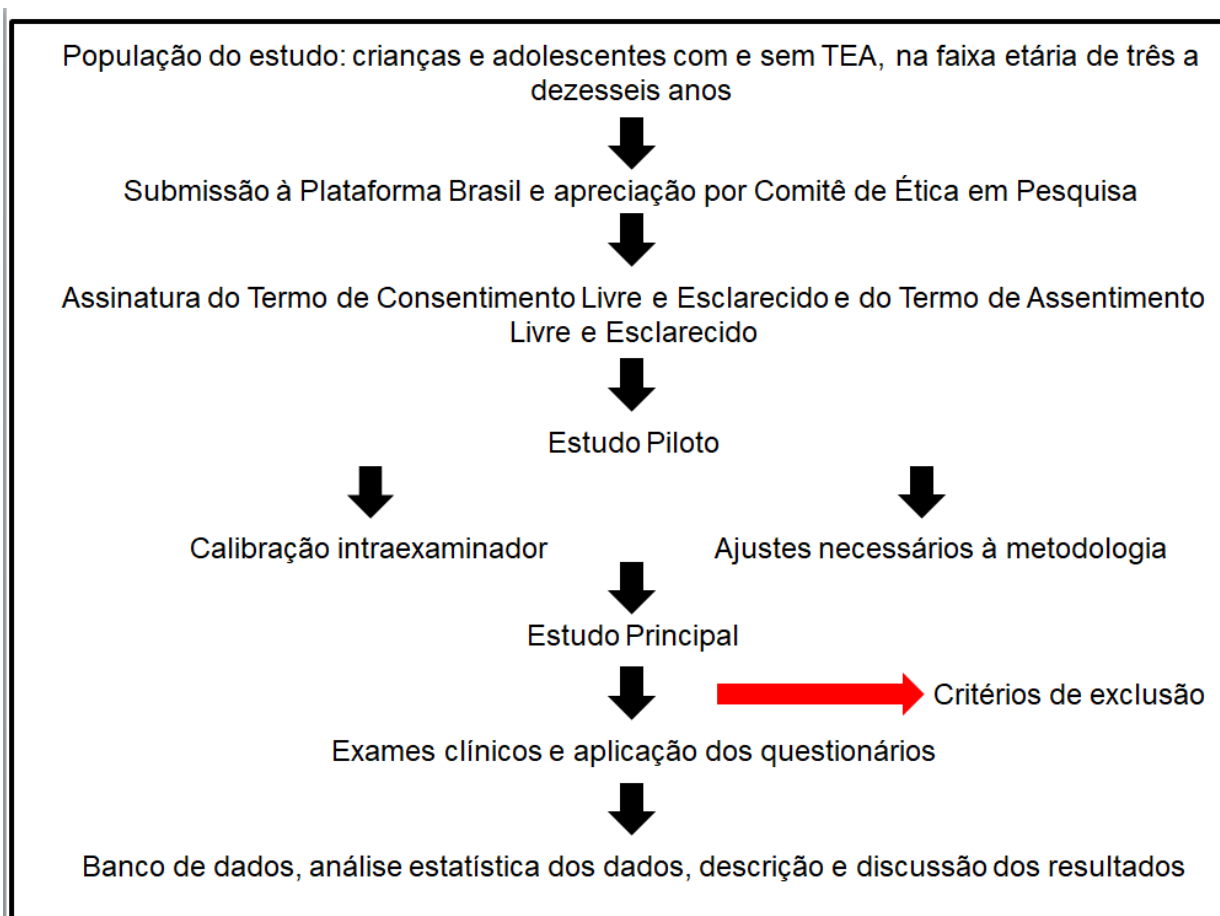 População do estudo: crianças e adolescentes com e sem TEA, na faixa etária de três a
dezesseis anos
Submissão à Plataforma Brasil e apreciação por Comitê de Ética em Pesquisa
Assinatura do Termo de Consentimento Livre e Esclarecido e do Termo de Assentimento
Livre e Esclarecido
Estudo Piloto
Calibração intraexaminador
Ajustes necessários à metodologia
Estudo Principal
Critérios de exclusão
Exames clínicos e aplicação dos questionários
Banco de dados, análise estatística dos dados, descrição e discussão dos resultados